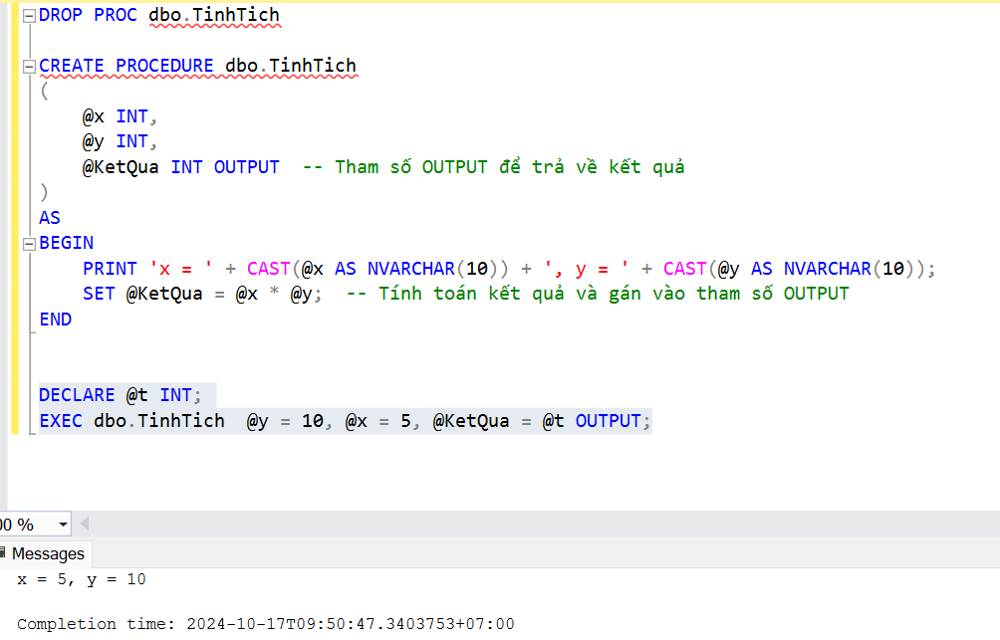 DROP PROC dbo.TinhTich
CREATE PROCEDURE dbo.TinhTich
(
@x INT,
@y INT,
@KetQua INT OUTPUT  -- Tham số OUTPUT để trả về kết quả
)
AS
BEGIN
PRINT 'x = ' + CAST(@x AS NVARCHAR(10)) + ', y = ' + CAST(@y AS NVARCHAR(10));
SET @KetQua = @x * @y;  -- Tính toán kết quả và gán vào tham số OUTPUT
END
DECLARE @t INT;
EXEC dbo.TinhTich  @y = 10, @x = 5, @KetQua = @t OUTPUT;
Messages
x = 5, y = 10
Completion time: 2024-10-17T09:50:47.3403753+07:00